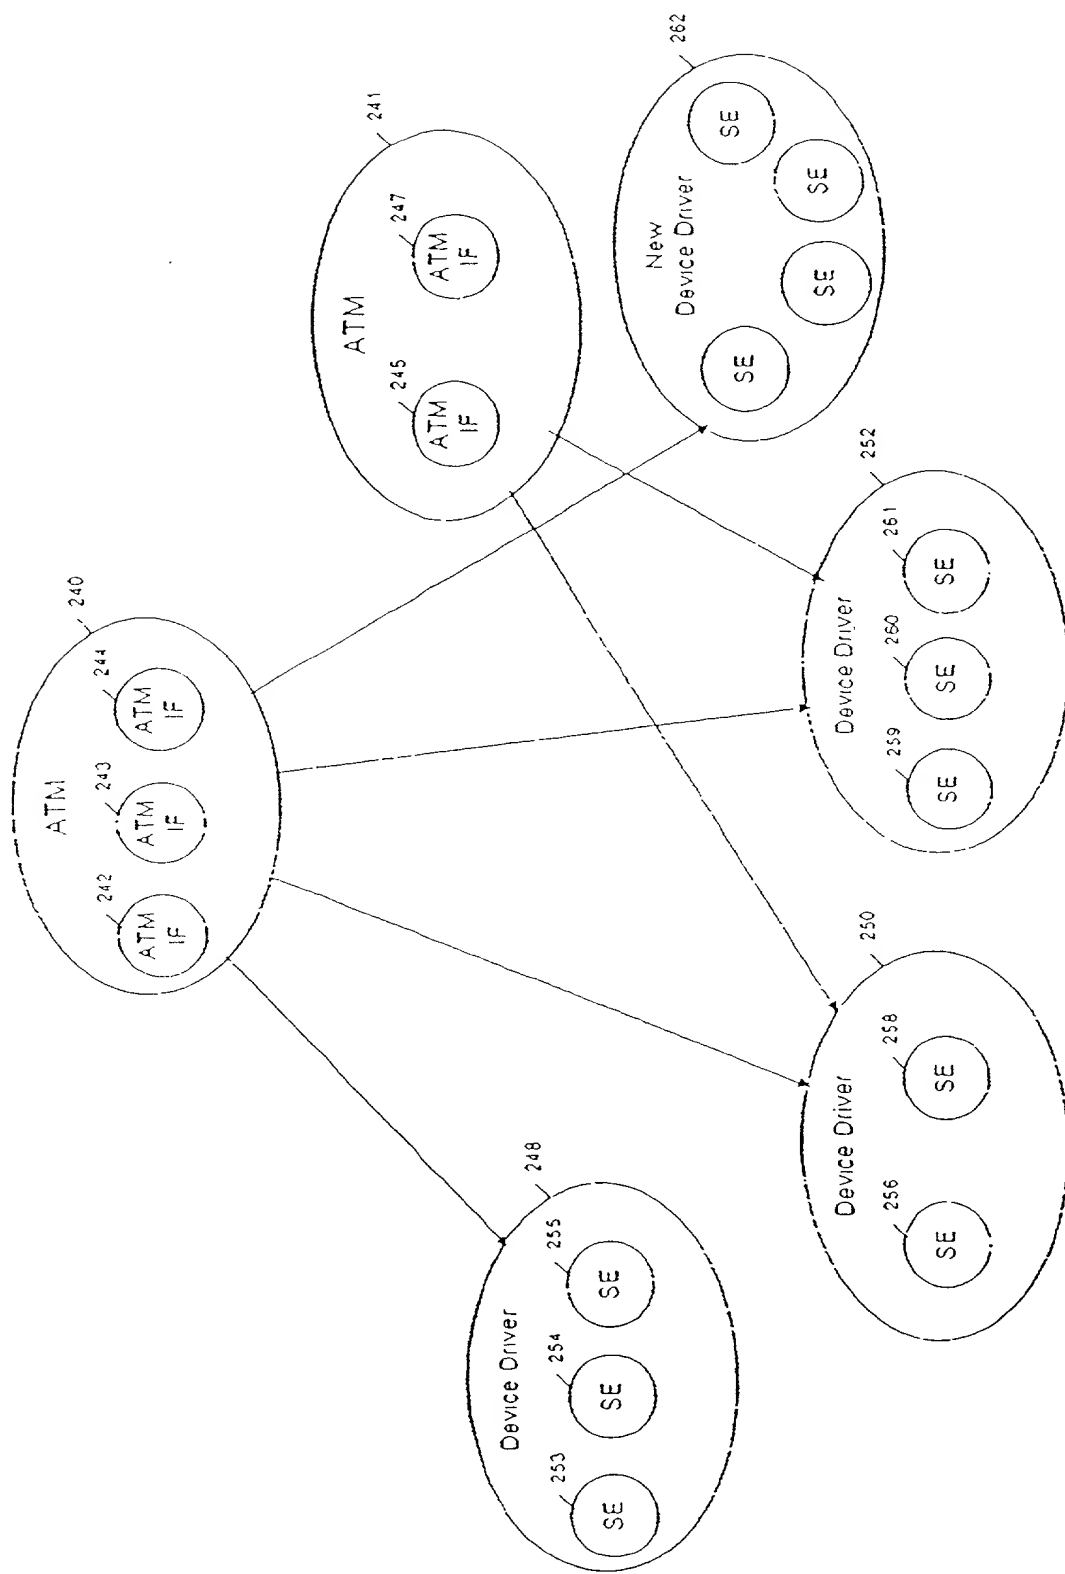 240
ATM
242
ATM
IF
243
ATM
IF
244
ATM
IF
241
ATM
245
ATM
IF
247
ATM
IF
248
Device Driver
253
SE
254
SE
255
SE
250
Device Driver
256
SE
258
SE
252
Device Driver
259
SE
260
SE
261
SE
262
New
Device Driver
SE
SE
SE
SE